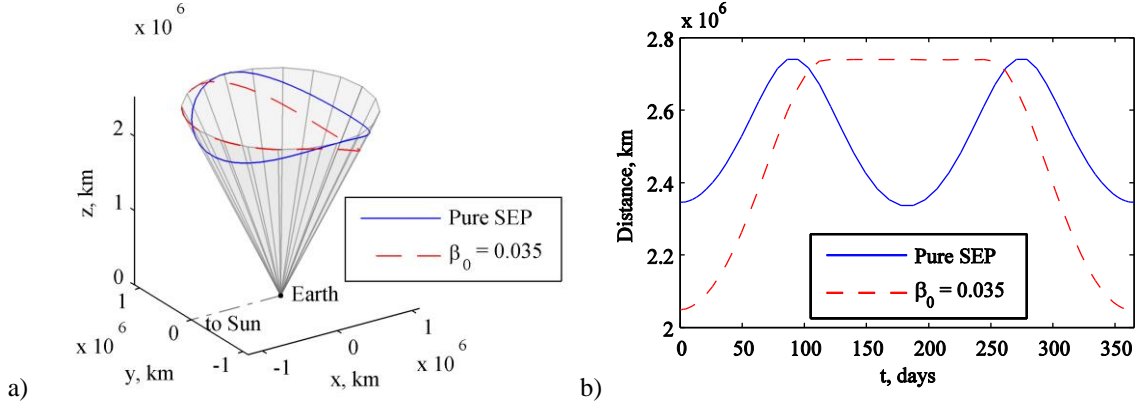 x 10^6
2
1
0
z, km
Pure SEP
β_0 = 0.035
Earth
to Sun
1
0
-1
x 10^6
y, km
-1
0
1
x 10^6
x, km
a)
x 10^6
2.8
2.6
2.4
2.2
2
Distance, km
Pure SEP
β_0 = 0.035
0 50 100 150 200 250 300 350
t, days
b)